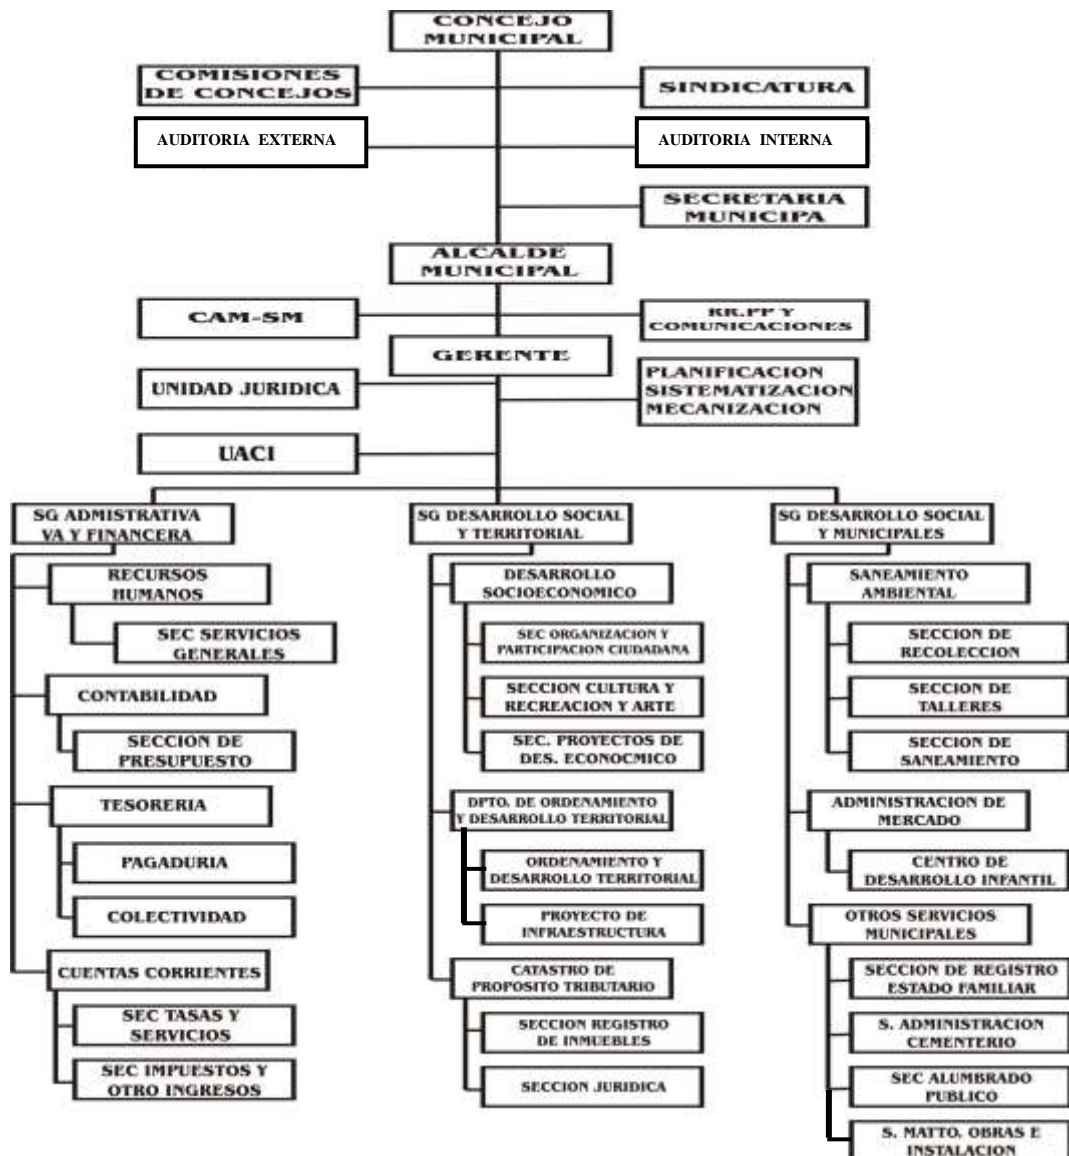 CONCEJO
MUNICIPAL
COMISIONES
DE CONCEJOS
SINDICATURA
AUDITORIA EXTERNA
AUDITORIA INTERNA
SECRETARIA
MUNICIPA
ALCALDE
MUNICIPAL
CAM-SM
RR.PP Y
COMUNICACIONES
GERENTE
UNIDAD JURIDICA
PLANIFICACION
SISTEMATIZACION
MECANIZACION
UACI
SG ADMISTRATIVA
VA Y FINANCERA
RECURSOS
HUMANOS
SEC SERVICIOS
GENERALES
CONTABILIDAD
SECCION DE
PRESUPUESTO
TESORERIA
PAGADURIA
COLECTIVIDAD
CUENTAS CORRIENTES
SEC TASAS Y
SERVICIOS
SEC IMPUESTOS Y
OTRO INGRESOS
SG DESARROLLO SOCIAL
Y TERRITORIAL
DESARROLLO
SOCIOECONOMICO
SEC ORGANIZACION Y
PARTICIPACION CIUDADANA
SECCION CULTURA Y
RECREACION Y ARTE
SEC. PROYECTOS DE
DES. ECONOCMICO
DPTO. DE ORDENAMIENTO
Y DESARROLLO TERRITORIAL
ORDENAMIENTO Y
DESARROLLO TERRITORIAL
PROYECTO DE
INFRAESTRUCTURA
CATASTRO DE
PROPOSITO TRIBUTARIO
SECCION REGISTRO
DE INMUEBLES
SECCION JURIDICA
SG DESARROLLO SOCIAL
Y MUNICIPALES
SANEAMIENTO
AMBIENTAL
SECCION DE
RECOLECCION
SECCION DE
TALLERES
SECCION DE
SANEAMIENTO
ADMINISTRACION DE
MERCADO
CENTRO DE
DESARROLLO INFANTIL
OTROS SERVICIOS
MUNICIPALES
SECCION DE REGISTRO
ESTADO FAMILIAR
S. ADMINISTRACION
CEMENTERIO
SEC ALUMBRADO
PUBLICO
S. MATTO. OBRAS E
INSTALACION